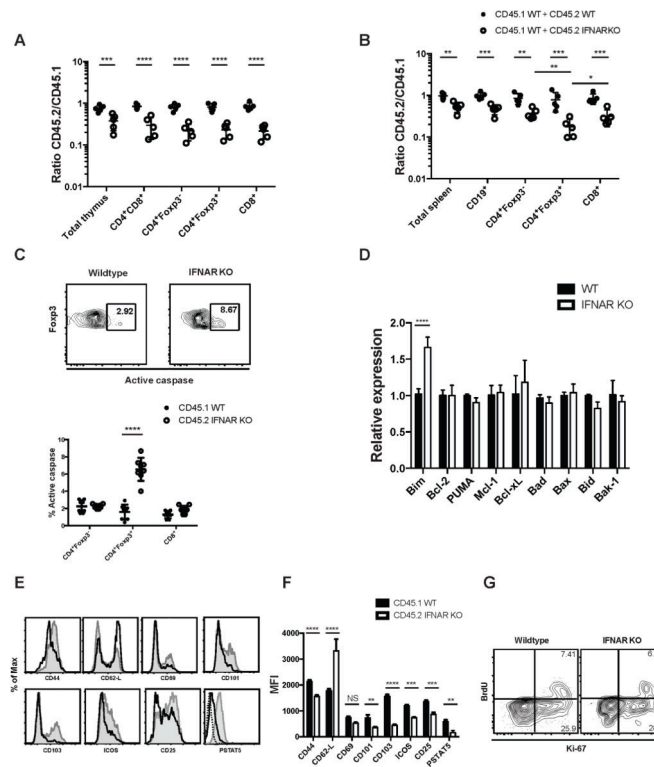 CD45.1 WT + CD45.2 WT
CD45.1 WT + CD45.2 IFNAR KO
A
*** **** **** **** ****
Ratio CD45.2/CD45.1
10
1
0.1
0.01
Total thymus
CD4⁺CD8⁺
CD4⁺Foxp3⁻
CD4⁺Foxp3⁺
CD8⁺
B
** *** ** *** ***
**
*
Ratio CD45.2/CD45.1
10
1
0.1
0.01
Total spleen
CD19⁺
CD4⁺Foxp3⁻
CD4⁺Foxp3⁺
CD8⁺
C
Wildtype
IFNAR KO
Foxp3
2.92
8.67
Active caspase
CD45.1 WT
CD45.2 IFNAR KO
****
% Active caspase
10
8
6
4
2
0
CD4⁺Foxp3⁻
CD4⁺Foxp3⁺
CD8⁺
D
WT
IFNAR KO
****
Relative expression
2.0
1.5
1.0
0.5
0.0
Bim
Bcl-2
PUMA
Mcl-1
Bcl-xL
Bad
Bax
Bid
Bak-1
E
% of Max
CD44
CD62-L
CD69
CD101
CD103
ICOS
CD25
PSTAT5
F
CD45.1 WT
CD45.2 IFNAR KO
**** ****
NS ** **** *** *** **
MFI
4000
3000
2000
1000
0
CD44
CD62-L
CD69
CD101
CD103
ICOS
CD25
PSTAT5
G
Wildtype
IFNAR KO
BrdU
7.41
6.
25.9
Ki-67